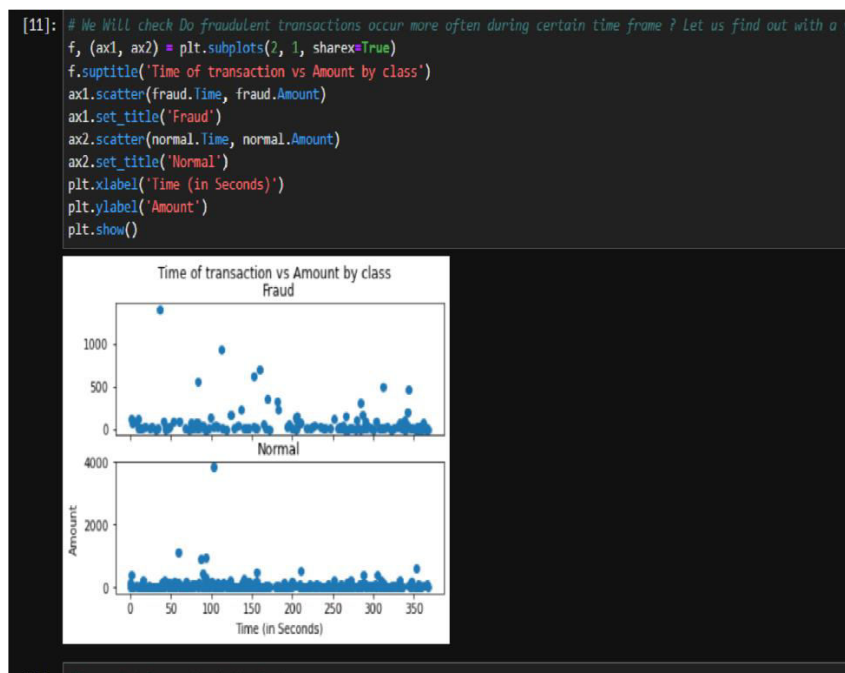 [11]: # We Will check Do fraudulent transactions occur more often during certain time frame ? Let us find out with a
f, (ax1, ax2) = plt.subplots(2, 1, sharex=True)
f.suptitle('Time of transaction vs Amount by class')
ax1.scatter(fraud.Time, fraud.Amount)
ax1.set_title('Fraud')
ax2.scatter(normal.Time, normal.Amount)
ax2.set_title('Normal')
plt.xlabel('Time (in Seconds)')
plt.ylabel('Amount')
plt.show()
Time of transaction vs Amount by class
Fraud
1000
500
0
Normal
4000
2000
0
Amount
0 50 100 150 200 250 300 350
Time (in Seconds)